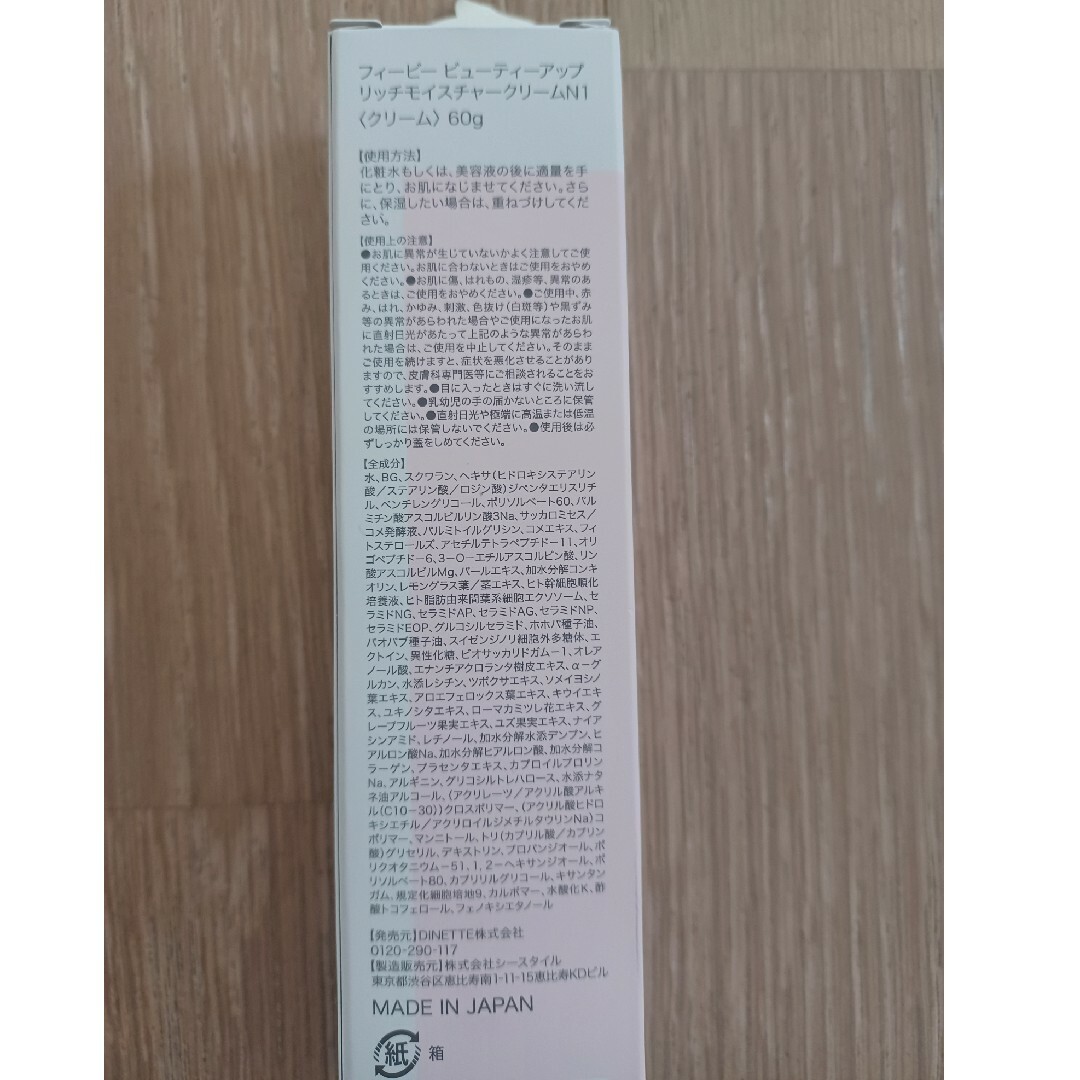 フィービー ビューティーアップ
リッチモイスチャークリームN1
〈クリーム〉 60g
【使用方法】
化粧水もしくは、美容液の後に適量を手
にとり、お肌になじませてください。さら
に、保湿したい場合は、重ねづけしてくだ
さい。
【使用上の注意】
●お肌に異常が生じていないかよく注意してご使
用ください。お肌に合わないときはご使用をおやめ
ください。●お肌に傷、はれもの、湿疹等、異常のあ
るときは、ご使用をおやめください。●ご使用中、赤
み、はれ、かゆみ、刺激、色抜け(白斑等)や黒ずみ
等の異常があらわれた場合やご使用になったお肌
に直射日光があたって上記のような異常があらわ
れた場合は、ご使用を中止してください。そのまま
ご使用を続けますと、症状を悪化させることがあり
ますので、皮膚科専門医等にご相談されることをお
すすめします。●目に入ったときはすぐに洗い流し
てください。●乳幼児の手の届かないところに保管
してください。●直射日光や極端に高温または低温
の場所には保管しないでください。●使用後は必
ずしっかり蓋をしめてください。
【全成分】
水、BG、スクワラン、ヘキサ(ヒドロキシステアリン
酸/ステアリン酸/ロジン酸)ジペンタエリスリチ
ル、ペンチレングリコール、ポリソルベート60、パル
ミチン酸アスコルビルリン酸3Na、サッカロミセス/
コメ発酵液、パルミトイルグリシン、コメエキス、フィ
トステロールズ、アセチルテトラペプチドー11、オリ
ゴペプチドー6、3ーOーエチルアスコルビン酸、リン
酸アスコルビルMg、パールエキス、加水分解コンキ
オリン、レモングラス葉/茎エキス、ヒト幹細胞順化
培養液、ヒト脂肪由来間葉系細胞エクソソーム、セ
ラミドNG、セラミドAP、セラミドAG、セラミドNP、
セラミドEOP、グルコシルセラミド、ホホバ種子油、
バオバブ種子油、スイゼンジノリ細胞外多糖体、エ
クトイン、異性化糖、ビオサッカリドガム−1、オレア
ノール酸、エナンチアクロランタ樹皮エキス、α−グ
ルカン、水添レシチン、ツボクサエキス、ソメイヨシノ
葉エキス、アロエフェロックス葉エキス、キウイエキ
ス、ユキノシタエキス、ローマカミツレ花エキス、グ
レープフルーツ果実エキス、ユズ果実エキス、ナイア
シンアミド、レチノール、加水分解水添デンプン、ヒ
アルロン酸Na、加水分解ヒアルロン酸、加水分解コ
ラーゲン、プラセンタエキス、カプロイルプロリン
Na、アルギニン、グリコシルトレハロース、水添ナタ
ネ油アルコール、(アクリレーツ/アクリル酸アルキ
ル(C10−30))クロスポリマー、(アクリル酸ヒドロ
キシエチル/アクリロイルジメチルタウリンNa)コ
ポリマー、マンニトール、トリ(カプリル酸/カプリン
酸)グリセリル、デキストリン、プロパンジオール、ポ
リクオタニウム−51、1,2−ヘキサンジオール、ポ
リソルベート80、カプリリルグリコール、キサンタン
ガム、規定化細胞培地9、カルボマー、水酸化K、酢
酸トコフェロール、フェノキシエタノール
【発売元】DINETTE株式会社
0120-290-117
【製造販売元】株式会社シースタイル
東京都渋谷区恵比寿南1-11-15恵比寿KDビル
MADE IN JAPAN
紙 箱